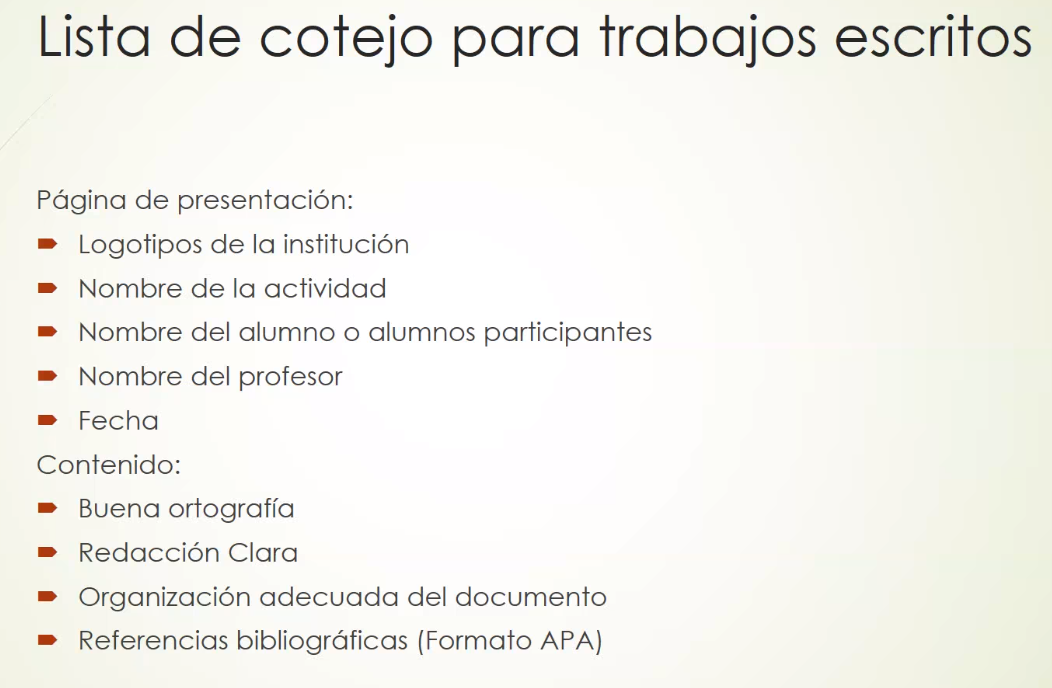 Lista de cotejo para trabajos escritos
Página de presentación:
Logotipos de la institución
Nombre de la actividad
Nombre del alumno o alumnos participantes
Nombre del profesor
Fecha
Contenido:
Buena ortografía
Redacción Clara
Organización adecuada del documento
Referencias bibliográficas (Formato APA)